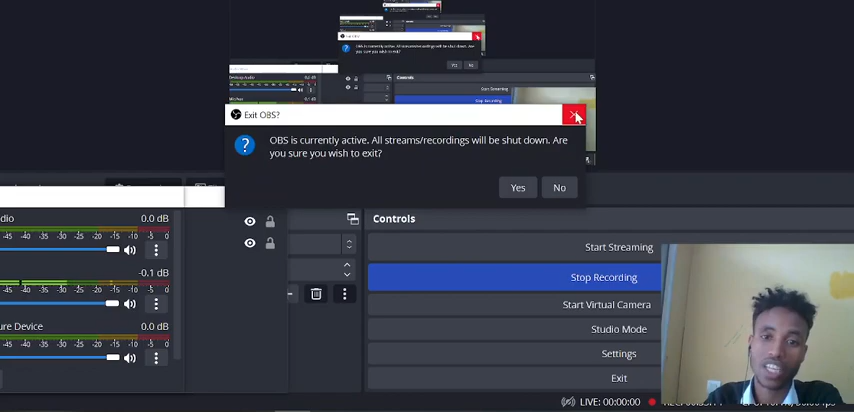 Exit OBS?
OBS is currently active. All streams/recordings will be shut down. Are
you sure you wish to exit?
Yes No
0.0 dB
-45 -40 -35 -30 -25 -20 -15 -10 -5 0
-0.1 dB
-45 -40 -35 -30 -25 -20 -15 -10 -5 0
ure Device 0.0 dB
-45 -40 -35 -30 -25 -20 -15 -10 -5 0
Controls
Start Streaming
Stop Recording
Start Virtual Camera
Studio Mode
Settings
Exit
LIVE: 00:00:00